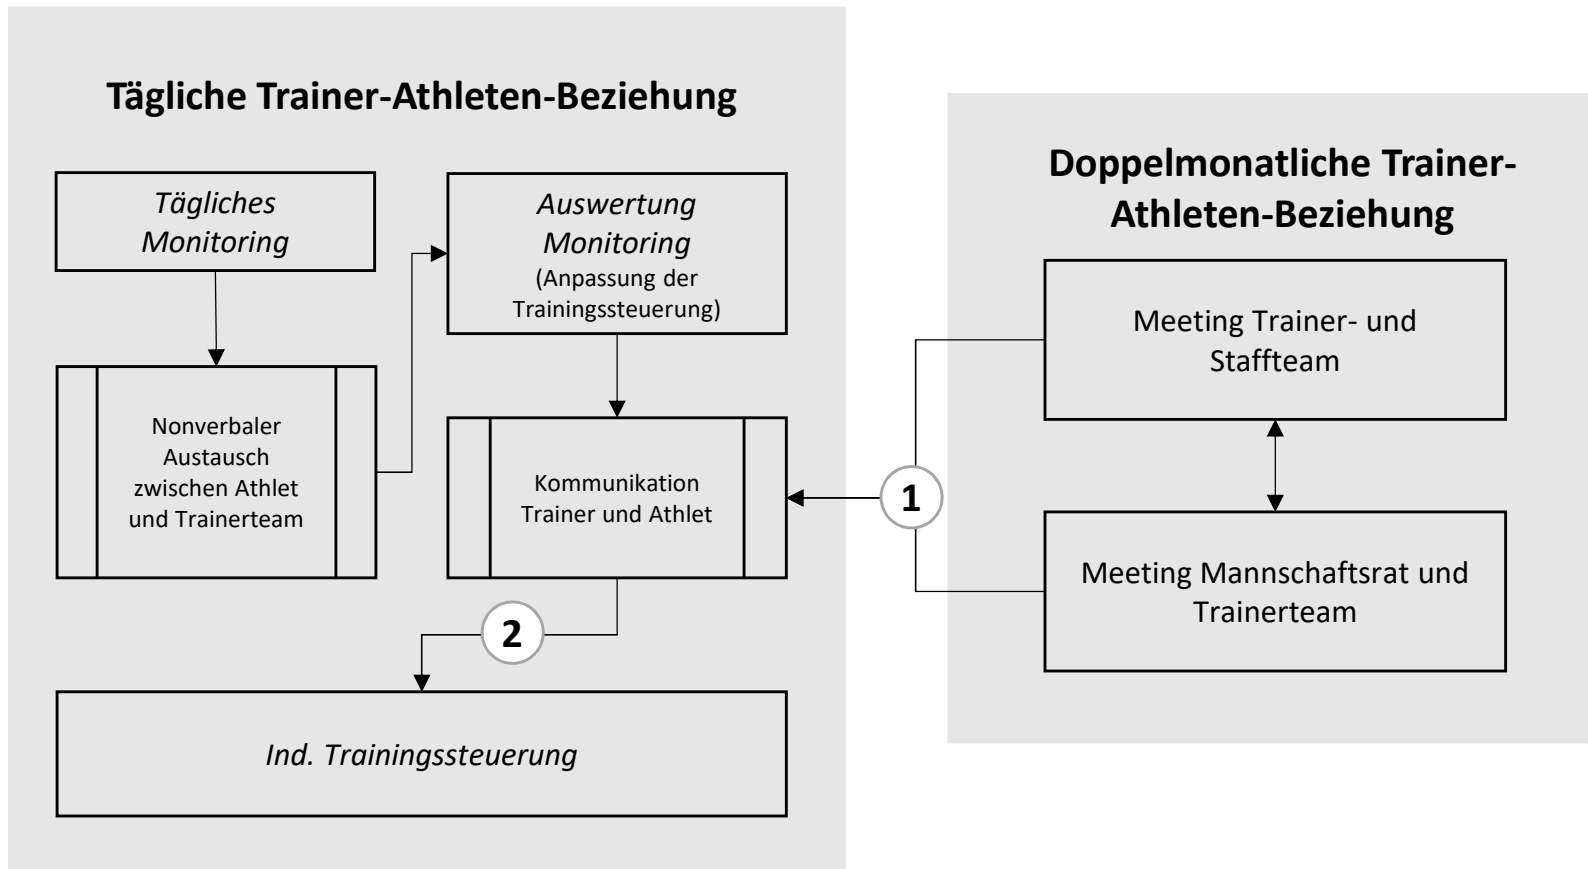 Tägliche Trainer-Athleten-Beziehung
Tägliches
Monitoring
Nonverbaler
Austausch
zwischen Athlet
und Trainerteam
Auswertung
Monitoring
(Anpassung der
Trainingssteuerung)
Kommunikation
Trainer und Athlet
2
Ind. Trainingssteuerung
1
Doppelmonatliche Trainer-
Athleten-Beziehung
Meeting Trainer- und
Staffteam
Meeting Mannschaftsrat und
Trainerteam